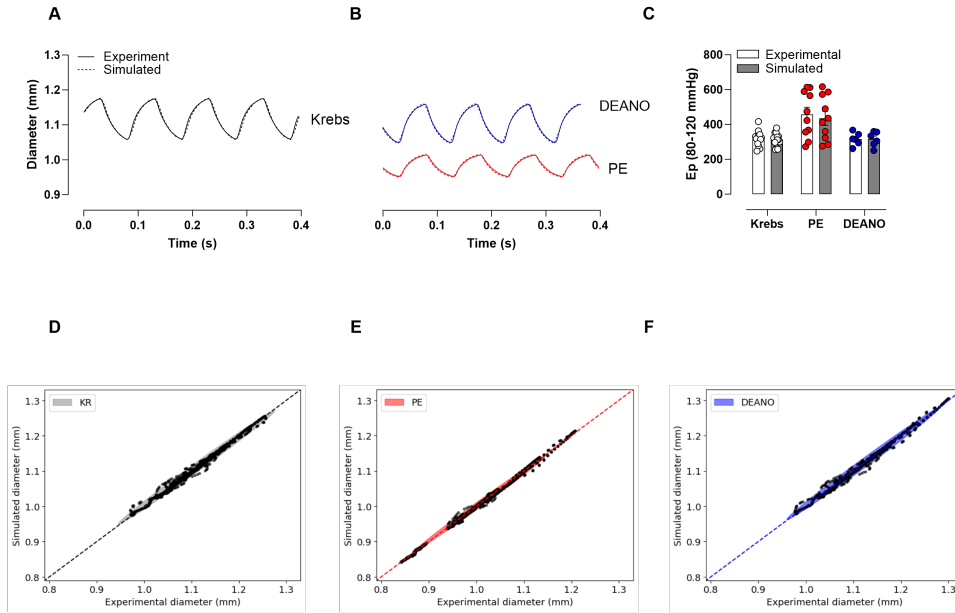 A
B
C
Experiment
Simulated
Diameter (mm)
1.3
1.2
1.1
1.0
0.9
Krebs
0.0
0.1
0.2
0.3
0.4
Time (s)
DEANO
PE
0.0
0.1
0.2
0.3
0.4
Time (s)
Experimental
Simulated
Ep (80-120 mmHg)
800
600
400
200
0
Krebs
PE
DEANO
D
E
F
KR
Simulated diameter (mm)
1.3
1.2
1.1
1.0
0.9
0.8
0.8
0.9
1.0
1.1
1.2
1.3
Experimental diameter (mm)
PE
Simulated diameter (mm)
1.3
1.2
1.1
1.0
0.9
0.8
0.8
0.9
1.0
1.1
1.2
1.3
Experimental diameter (mm)
DEANO
Simulated diameter (mm)
1.3
1.2
1.1
1.0
0.9
0.8
0.8
0.9
1.0
1.1
1.2
1.3
Experimental diameter (mm)